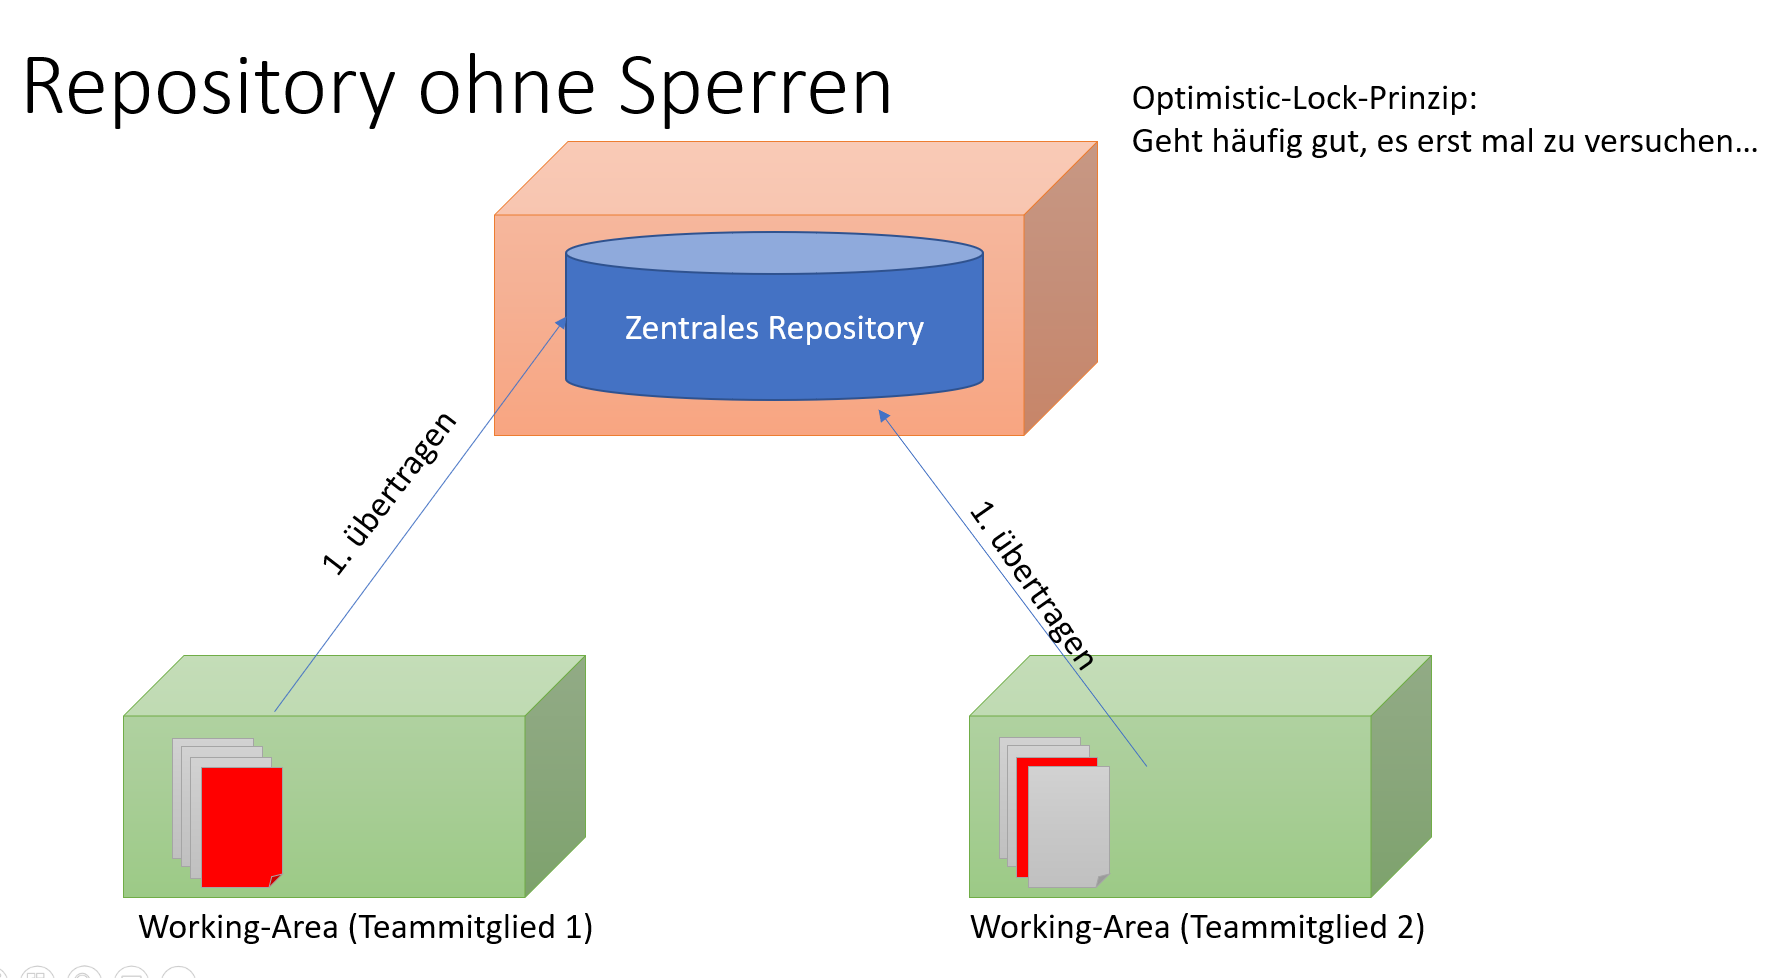 Repository ohne Sperren
Optimistic-Lock-Prinzip:
Geht häufig gut, es erst mal zu versuchen...
Zentrales Repository
1. übertragen
1. übertragen
Working-Area (Teammitglied 1)
Working-Area (Teammitglied 2)